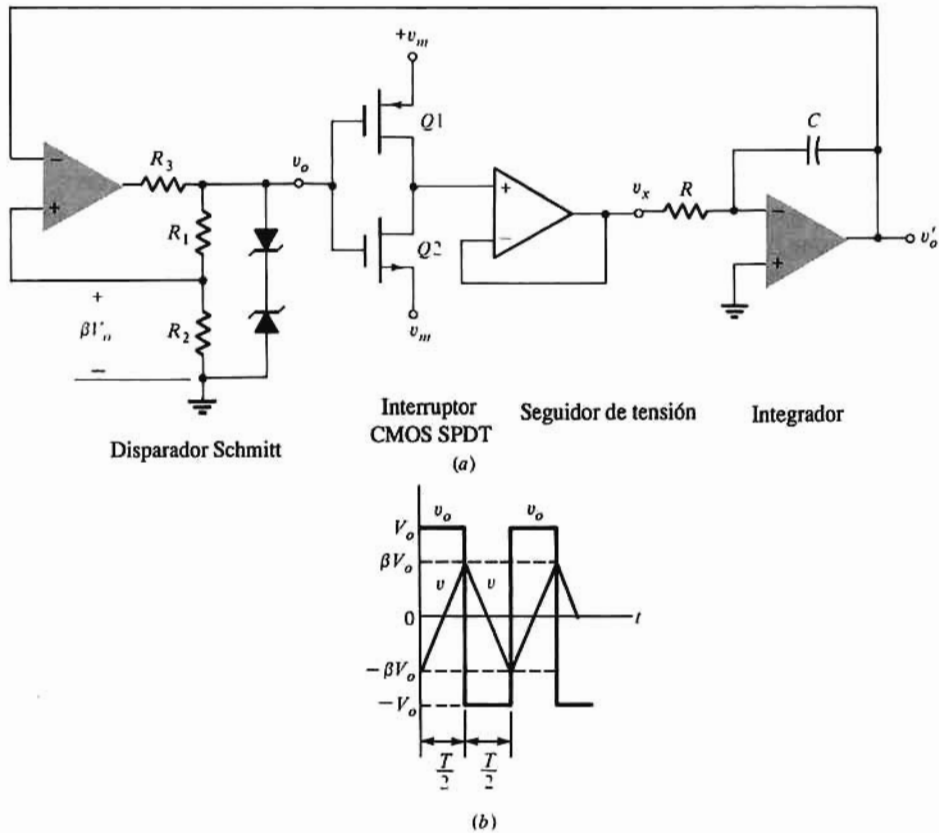 +v_m
Q1
C
R_3
v_o
v_x
R
−
+
+
−
−
+
v'_o
R_1
Q2
+
βV_o
−
R_2
v_m
Interruptor
CMOS SPDT
Seguidor de tensión
Integrador
Disparador Schmitt
(a)
v_o
v_o
V_o
βV_o
v
v
0
t
−βV_o
−V_o
T/2
T/2
(b)